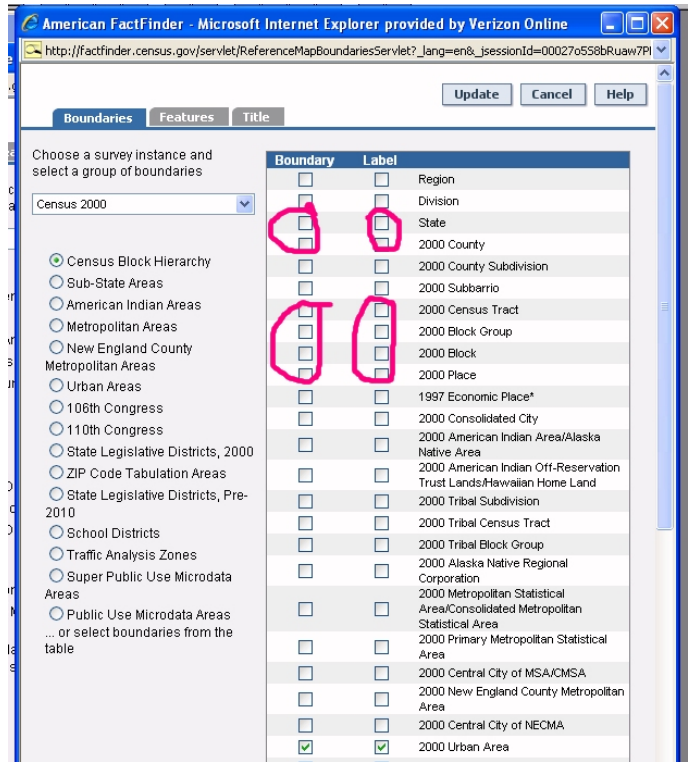 American FactFinder - Microsoft Internet Explorer provided by Verizon Online
http://factfinder.census.gov/servlet/ReferenceMapBoundariesServlet?_lang=en&_jsessionId=00027o5S8bRuaw7Pl
Update Cancel Help
Boundaries Features Title
Choose a survey instance and
select a group of boundaries
Census 2000
Census Block Hierarchy
Sub-State Areas
American Indian Areas
Metropolitan Areas
New England County
Metropolitan Areas
Urban Areas
106th Congress
110th Congress
State Legislative Districts, 2000
ZIP Code Tabulation Areas
State Legislative Districts, Pre-
2010
School Districts
Traffic Analysis Zones
Super Public Use Microdata
Areas
Public Use Microdata Areas
... or select boundaries from the
table
Boundary Label
Region
Division
State
2000 County
2000 County Subdivision
2000 Subbarrio
2000 Census Tract
2000 Block Group
2000 Block
2000 Place
1997 Economic Place*
2000 Consolidated City
2000 American Indian Area/Alaska
Native Area
2000 American Indian Off-Reservation
Trust Lands/Hawaiian Home Land
2000 Tribal Subdivision
2000 Tribal Census Tract
2000 Tribal Block Group
2000 Alaska Native Regional
Corporation
2000 Metropolitan Statistical
Area/Consolidated Metropolitan
Statistical Area
2000 Primary Metropolitan Statistical
Area
2000 Central City of MSA/CMSA
2000 New England County Metropolitan
Area
2000 Central City of NECMA
2000 Urban Area